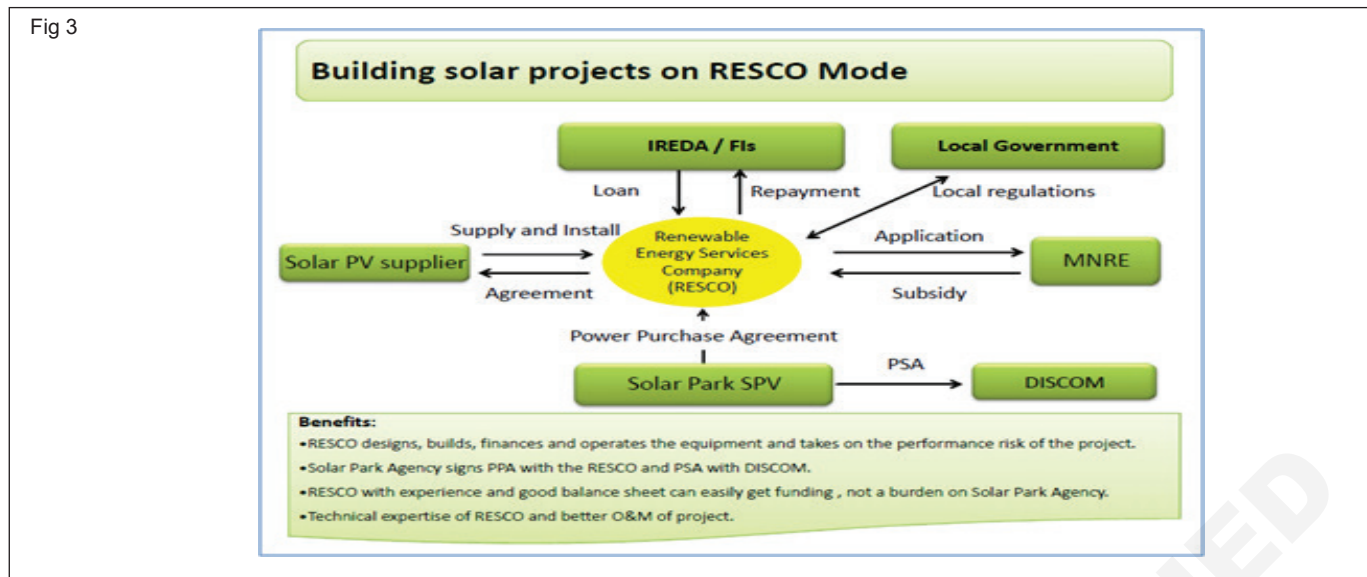 Fig 3
Building solar projects on RESCO Mode
IREDA / FIs
Local Government
Loan
Repayment
Local regulations
Supply and Install
Renewable
Energy Services
Company
(RESCO)
Application
Solar PV supplier
MNRE
Agreement
Subsidy
Power Purchase Agreement
Solar Park SPV
PSA
DISCOM
Benefits:
•RESCO designs, builds, finances and operates the equipment and takes on the performance risk of the project.
•Solar Park Agency signs PPA with the RESCO and PSA with DISCOM.
•RESCO with experience and good balance sheet can easily get funding , not a burden on Solar Park Agency.
•Technical expertise of RESCO and better O&M of project.